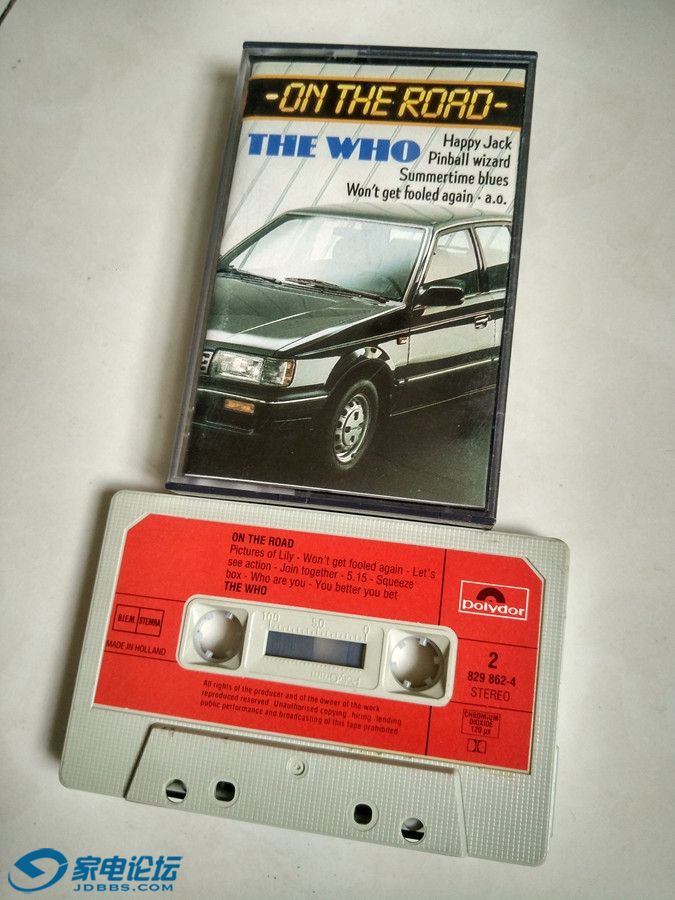 -ON THE ROAD-
THE WHO
Happy Jack
Pinball wizard
Summertime blues
Won't get fooled again · a.o.
ON THE ROAD
Pictures of Lily - Won't get fooled again - Let's
see action - Join together - 5.15 - Squeeze
box - Who are you - You better you bet
THE WHO
polydor
B.I.E.M. STEMRA
MADE IN HOLLAND
100 50 0
2
829 862-4
STEREO
All rights of the producer and of the owner of the work
reproduced reserved Unauthorised copying hiring lending
public performance and broadcasting of this tape prohibited
CHROMIUM
DIOXIDE
120 µs
家电论坛
JDBBS.COM